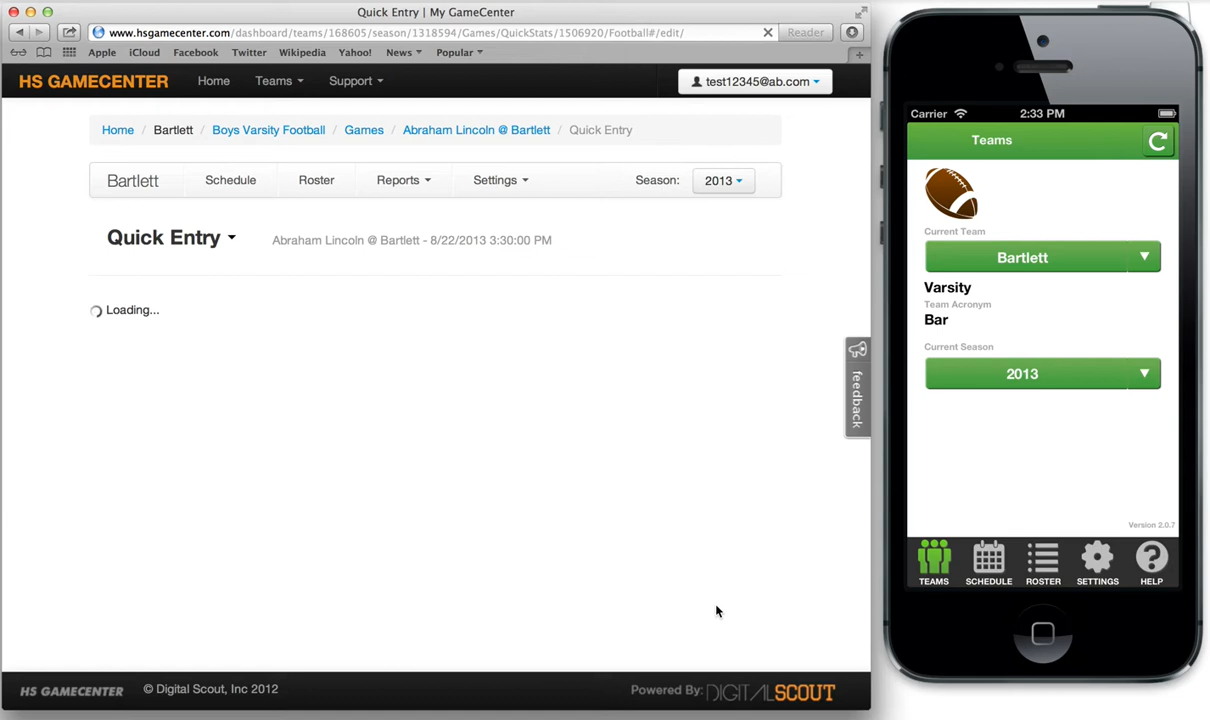 Quick Entry | My GameCenter
www.hsgamecenter.com/dashboard/teams/168605/season/1318594/Games/QuickStats/1506920/Football#/edit/
Reader
Apple iCloud Facebook Twitter Wikipedia Yahoo! News Popular
HS GAMECENTER Home Teams Support test12345@ab.com
Home / Bartlett / Boys Varsity Football / Games / Abraham Lincoln @ Bartlett / Quick Entry
Bartlett Schedule Roster Reports Settings Season: 2013
Quick Entry Abraham Lincoln @ Bartlett - 8/22/2013 3:30:00 PM
Loading...
feedback
HS GAMECENTER © Digital Scout, Inc 2012 Powered By: DIGITALSCOUT
Carrier 2:33 PM
Teams
Current Team
Bartlett
Varsity
Team Acronym
Bar
Current Season
2013
Version 2.0.7
TEAMS SCHEDULE ROSTER SETTINGS HELP